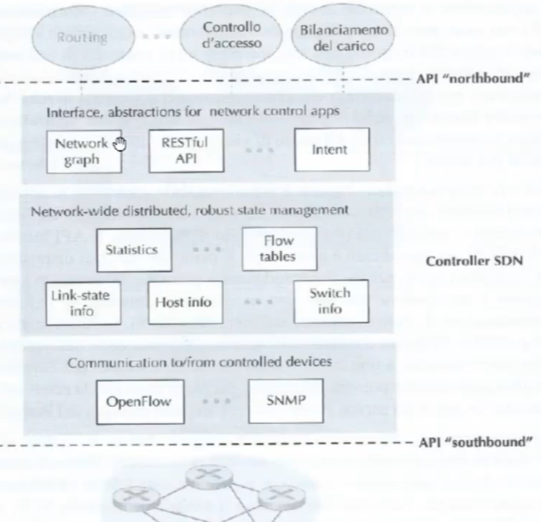 Routing
Controllo
d'accesso
Bilanciamento
del carico
API "northbound"
Interface, abstractions for network control apps
Network
graph
RESTful
API
Intent
Network-wide distributed, robust state management
Statistics
Flow
tables
Controller SDN
Link-state
info
Host info
Switch
info
Communication to/from controlled devices
OpenFlow
SNMP
API "southbound"